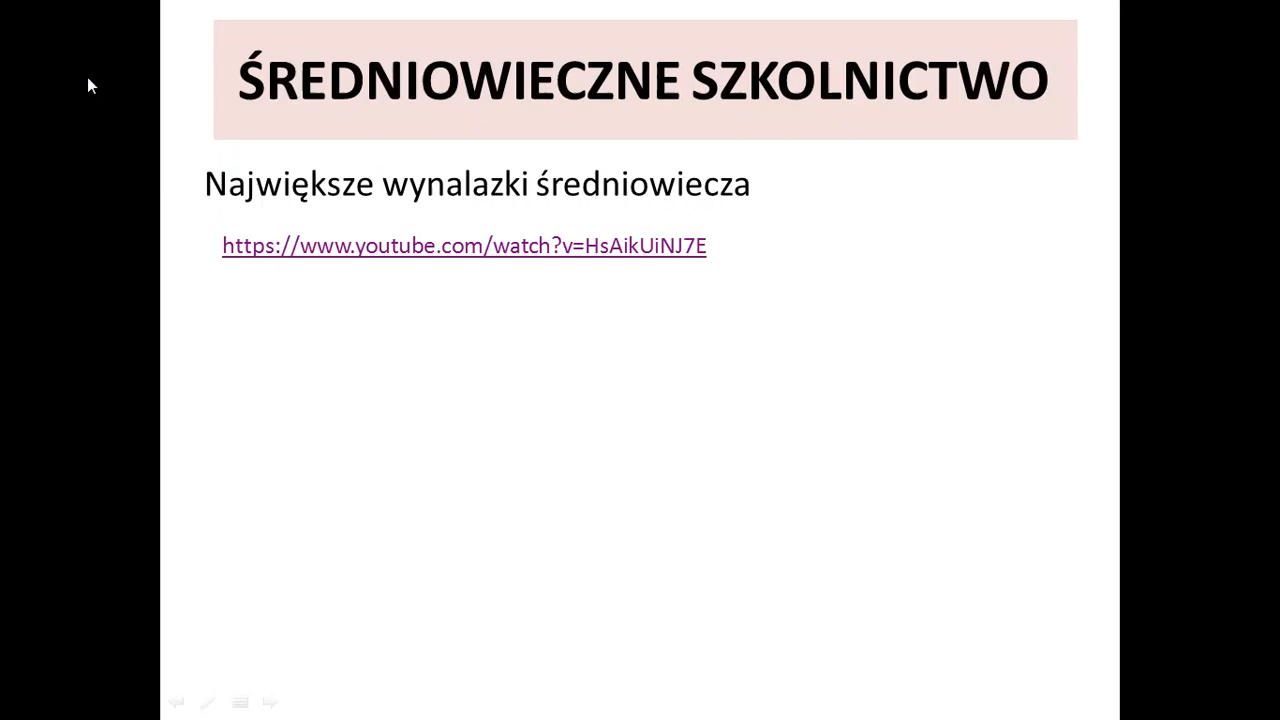 ŚREDNIOWIECZNE SZKOLNICTWO
Największe wynalazki średniowiecza
https://www.youtube.com/watch?v=HsAikUiNJ7E